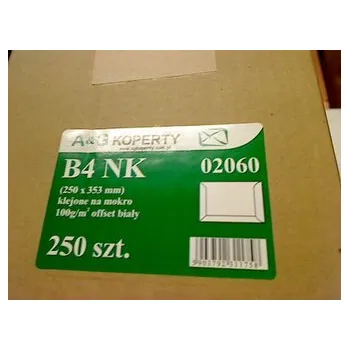 A&G KOPERTY
www.agkoperty.com.pl
B4 NK 02060
(250 x 353 mm)
klejone na mokro
100g/m² offset biały
250 szt.
5901792311758